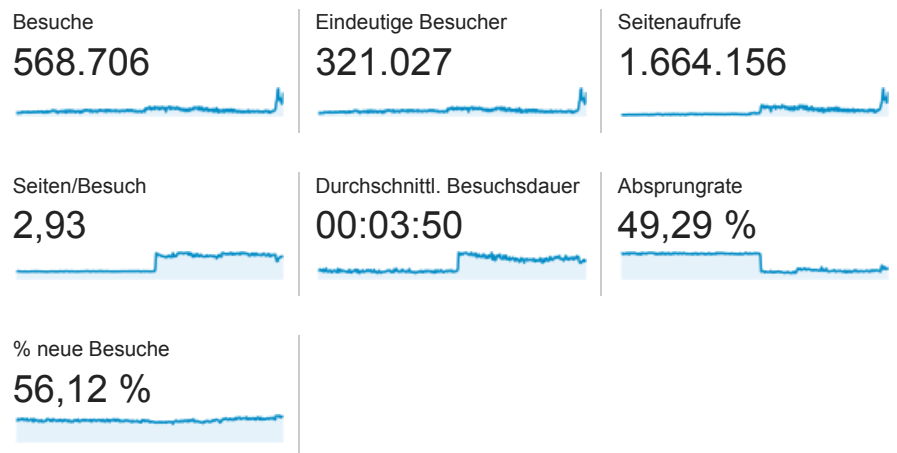 Besuche
568.706
Eindeutige Besucher
321.027
Seitenaufrufe
1.664.156
Seiten/Besuch
2,93
Durchschnittl. Besuchsdauer
00:03:50
Absprungrate
49,29 %
% neue Besuche
56,12 %